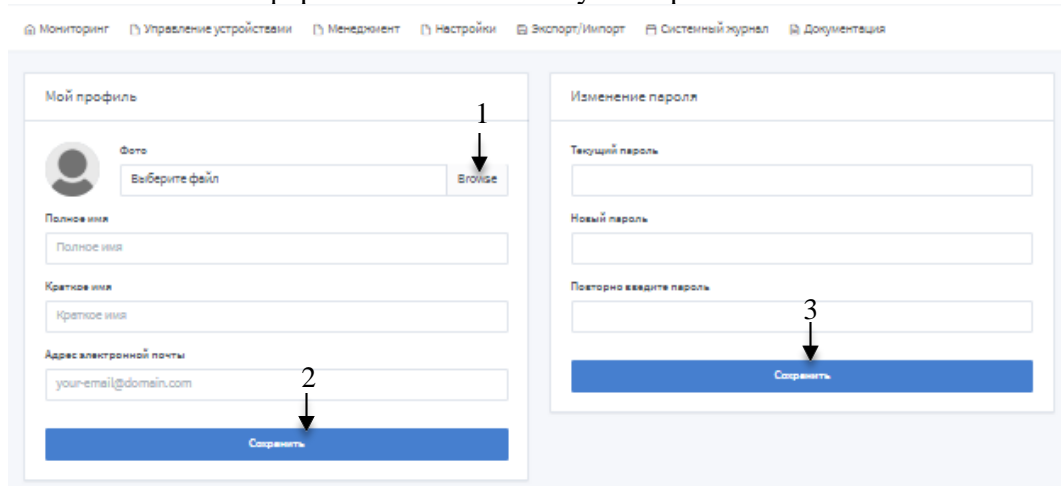 Мониторинг Управление устройствами Менеджмент Настройки Экспорт/Импорт Системный журнал Документация
Мой профиль
1
Фото
Выберите файл Browse
Полное имя
Полное имя
Краткое имя
Краткое имя
Адрес электронной почты
your-email@domain.com
2
Сохранить
Изменение пароля
Текущий пароль
Новый пароль
Повторно введите пароль
3
Сохранить